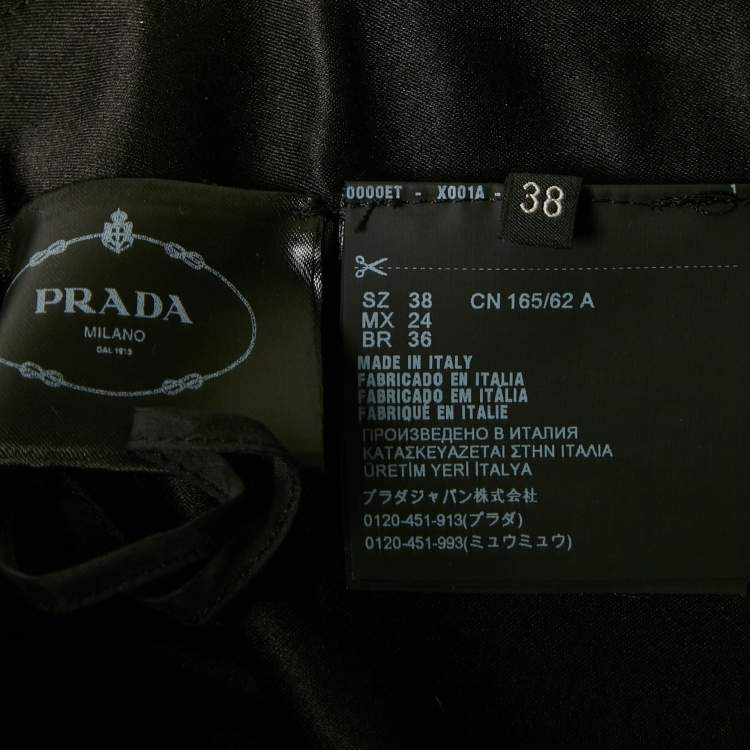 PRADA
MILANO
DAL 1913
0000ET - X001A - 1
38
SZ 38 CN 165/62 A
MX 24
BR 36
MADE IN ITALY
FABRICADO EN ITALIA
FABRICADO EM ITÁLIA
FABRIQUÉ EN ITALIE
ПРОИЗВЕДЕНО В ИТАЛИЯ
ΚΑΤΑΣΚΕΥΑΖΕΤΑΙ ΣΤΗΝ ΙΤΑΛΙΑ
ÜRETİM YERİ İTALYA
プラダジャパン株式会社
0120-451-913(プラダ)
0120-451-993(ミュウミュウ)